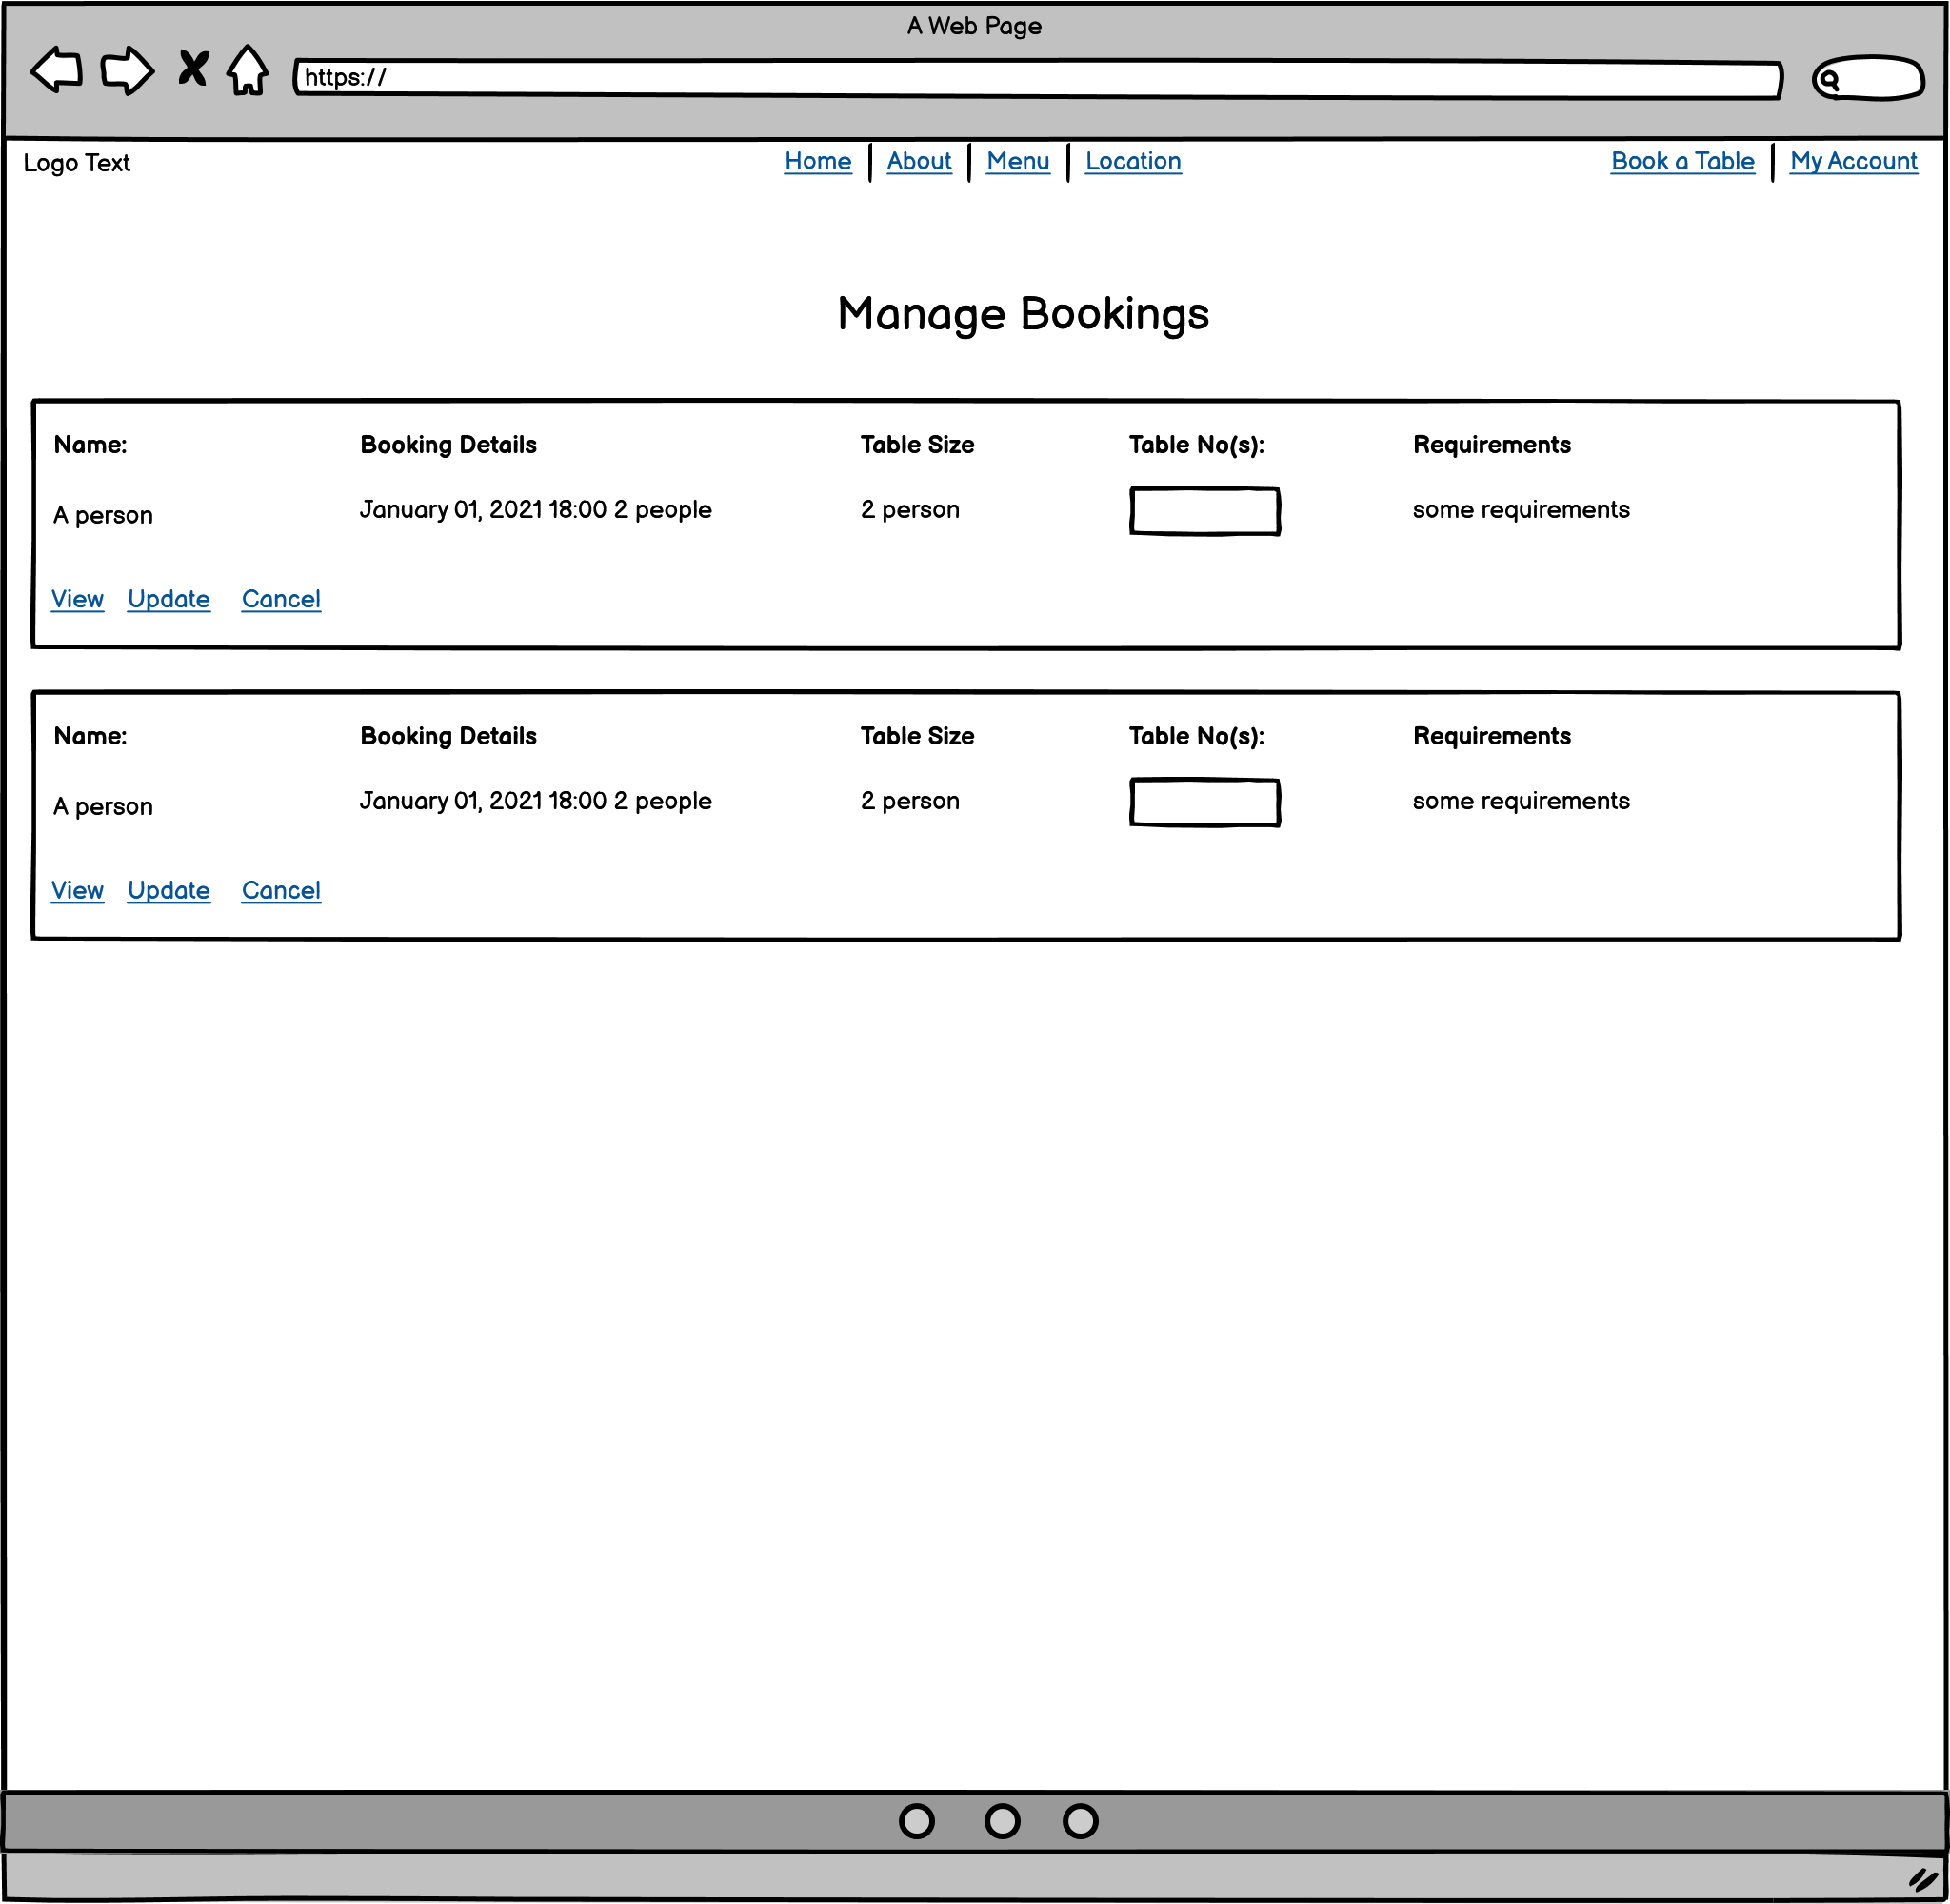 A Web Page
https://
Logo Text Home About Menu Location Book a Table My Account
Manage Bookings
Name: Booking Details Table Size Table No(s): Requirements
A person January 01, 2021 18:00 2 people 2 person some requirements
View Update Cancel
Name: Booking Details Table Size Table No(s): Requirements
A person January 01, 2021 18:00 2 people 2 person some requirements
View Update Cancel